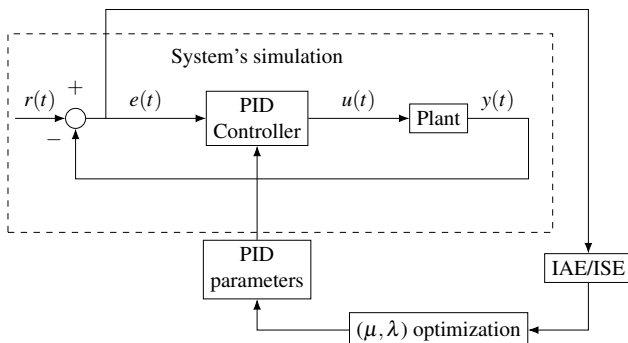 System's simulation
+
r(t)
e(t)
PID
Controller
u(t)
Plant
y(t)
−
PID
parameters
IAE/ISE
(μ, λ) optimization